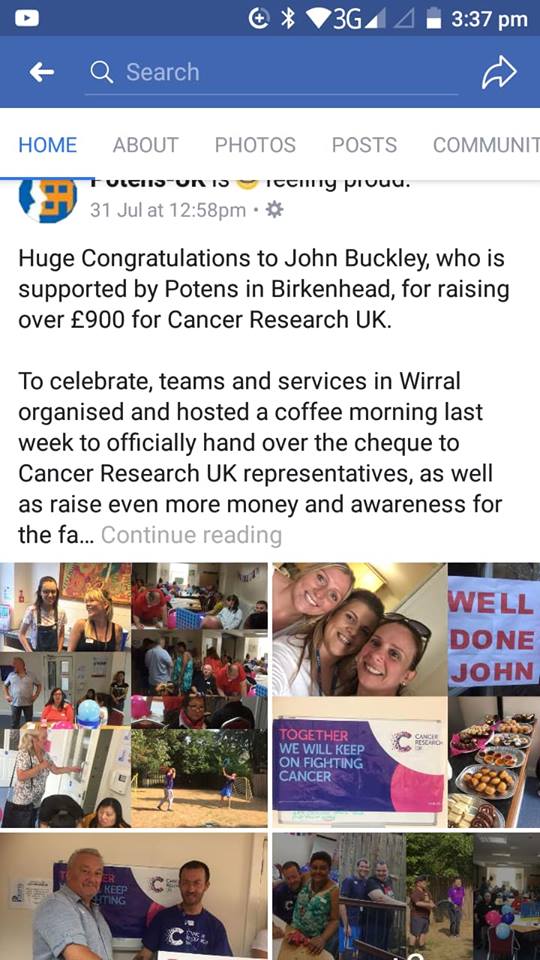 3G 3:37 pm
Search
HOME ABOUT PHOTOS POSTS COMMUNIT
Potens-UK is feeling proud.
31 Jul at 12:58pm
Huge Congratulations to John Buckley, who is
supported by Potens in Birkenhead, for raising
over £900 for Cancer Research UK.
To celebrate, teams and services in Wirral
organised and hosted a coffee morning last
week to officially hand over the cheque to
Cancer Research UK representatives, as well
as raise even more money and awareness for
the fa... Continue reading
WELL
DONE
JOHN
TOGETHER
WE WILL KEEP
ON FIGHTING
CANCER
CANCER
RESEARCH
UK
KEEP